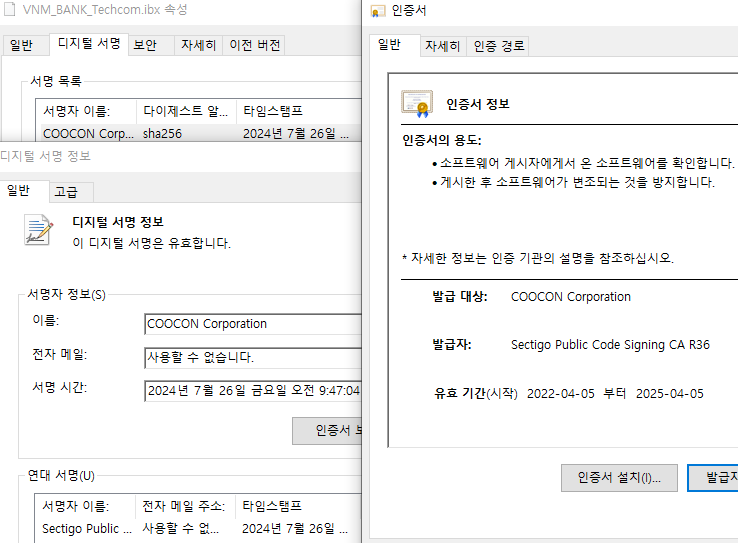 VNM_BANK_Techcom.ibx 속성
일반 디지털 서명 보안 자세히 이전 버전
서명 목록
서명자 이름: 다이제스트 알... 타임스탬프
COOCON Corp... sha256 2024년 7월 26일 ...
디지털 서명 정보
일반 고급
디지털 서명 정보
이 디지털 서명은 유효합니다.
서명자 정보(S)
이름: COOCON Corporation
전자 메일: 사용할 수 없습니다.
서명 시간: 2024년 7월 26일 금요일 오전 9:47:04
인증서 보
연대 서명(U)
서명자 이름: 전자 메일 주소: 타임스탬프
Sectigo Public ... 사용할 수 없... 2024년 7월 26일 ...
인증서
일반 자세히 인증 경로
인증서 정보
인증서의 용도:
• 소프트웨어 게시자에게서 온 소프트웨어를 확인합니다.
• 게시한 후 소프트웨어가 변조되는 것을 방지합니다.
* 자세한 정보는 인증 기관의 설명을 참조하십시오.
발급 대상: COOCON Corporation
발급자: Sectigo Public Code Signing CA R36
유효 기간(시작) 2022-04-05 부터 2025-04-05
인증서 설치(I)... 발급자